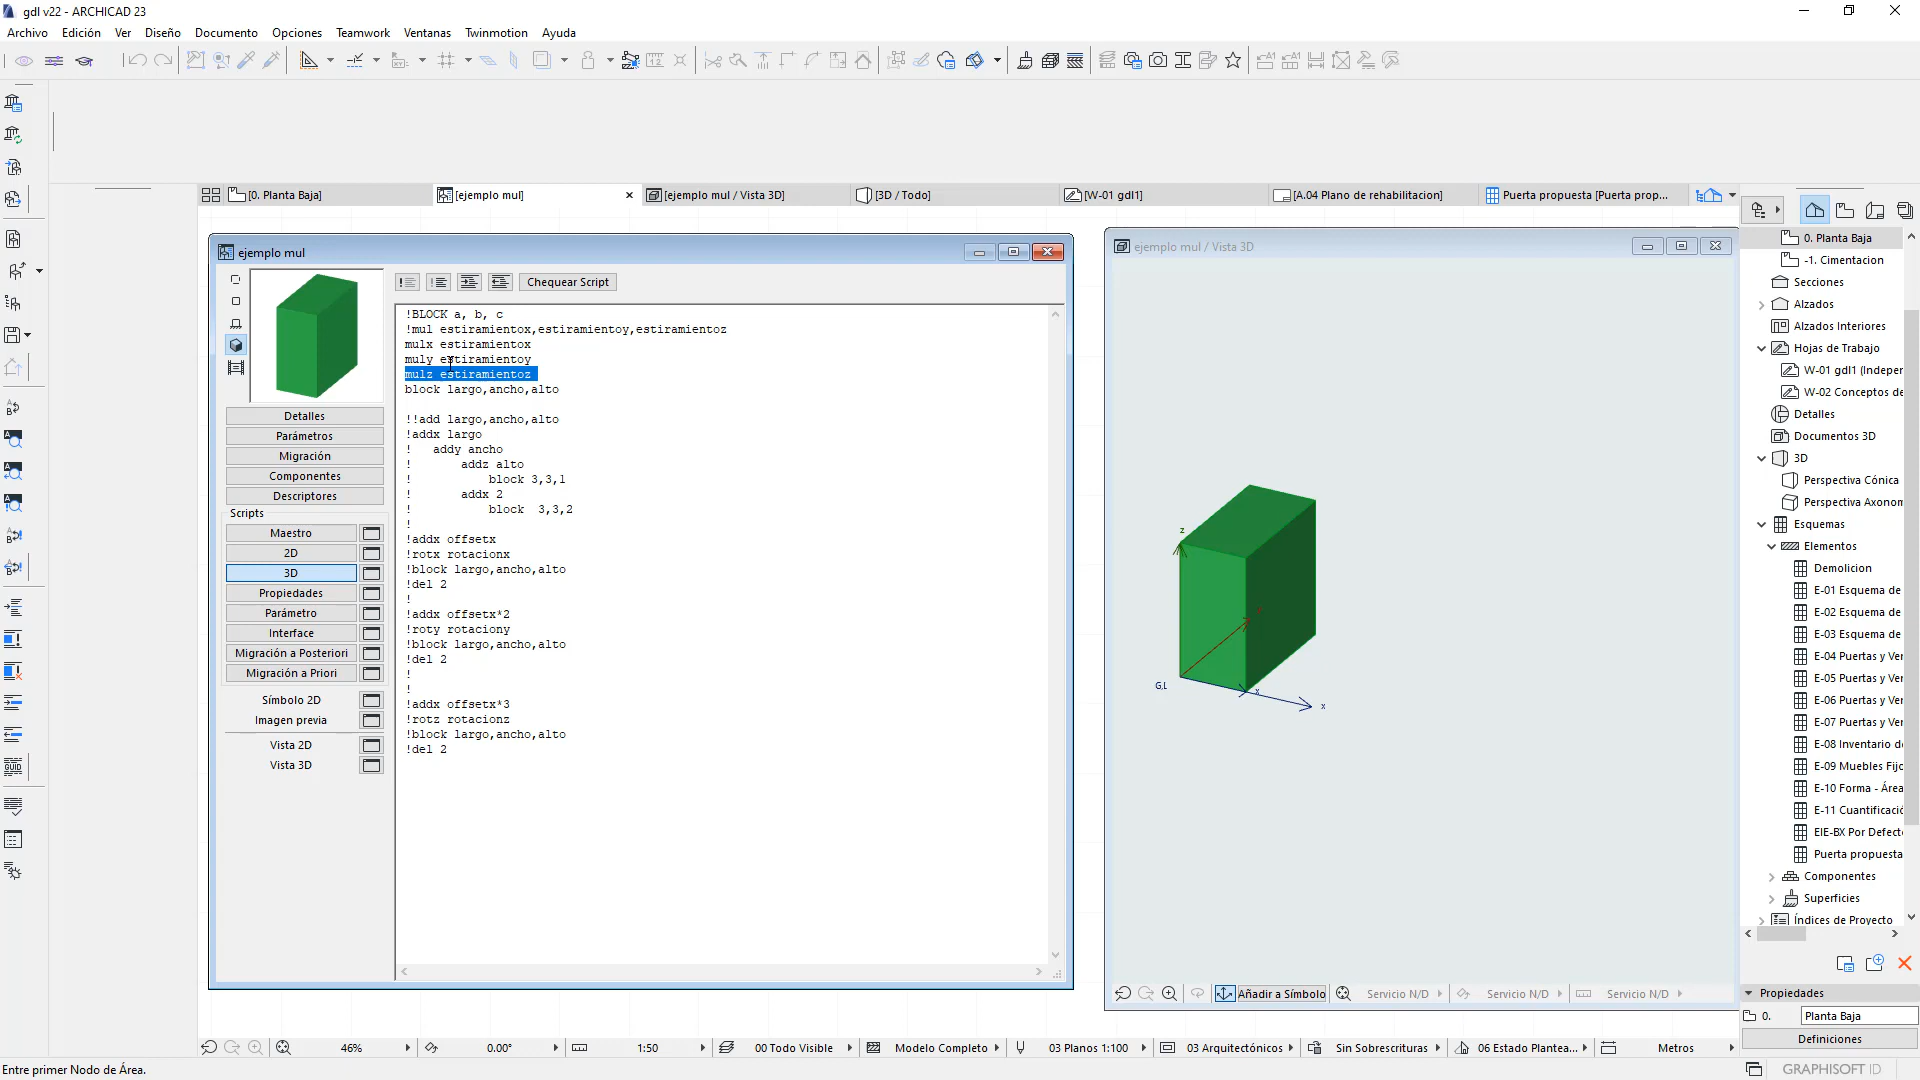 gdl v22 - ARCHICAD 23
Archivo Edición Ver Diseño Documento Opciones Teamwork Ventanas Twinmotion Ayuda
[0. Planta Baja] [ejemplo mul] [ejemplo mul / Vista 3D] [3D / Todo] [W-01 gdl1] [A.04 Plano de rehabilitacion] Puerta propuesta [Puerta prop...
ejemplo mul
Chequear Script
!BLOCK a, b, c
!mul estiramientox,estiramientoy,estiramientoz
mulx estiramientox
muly estiramientoy
mulz estiramientoz
block largo,ancho,alto
!!add largo,ancho,alto
!addx largo
! addy ancho
! addz alto
! block 3,3,1
! addx 2
! block 3,3,2
!
!addx offsetx
!rotx rotacionx
!block largo,ancho,alto
!del 2
!
!addx offsetx*2
!roty rotaciony
!block largo,ancho,alto
!del 2
!
!
!addx offsetx*3
!rotz rotacionz
!block largo,ancho,alto
!del 2
Detalles
Parámetros
Migración
Componentes
Descriptores
Scripts
Maestro
2D
3D
Propiedades
Parámetro
Interface
Migración a Posteriori
Migración a Priori
Símbolo 2D
Imagen previa
Vista 2D
Vista 3D
ejemplo mul / Vista 3D
z
G,L
x
x
Añadir a Símbolo Servicio N/D Servicio N/D Servicio N/D
0. Planta Baja
-1. Cimentacion
Secciones
Alzados
Alzados Interiores
Hojas de Trabajo
W-01 gdl1 (Indeper
W-02 Conceptos de
Detalles
Documentos 3D
3D
Perspectiva Cónica
Perspectiva Axonom
Esquemas
Elementos
Demolicion
E-01 Esquema de
E-02 Esquema de
E-03 Esquema de
E-04 Puertas y Ver
E-05 Puertas y Ver
E-06 Puertas y Ver
E-07 Puertas y Ver
E-08 Inventario de
E-09 Muebles Fijo
E-10 Forma - Área
E-11 Cuantificació
EIE-BX Por Defect
Puerta propuesta
Componentes
Superficies
Índices de Proyecto
Propiedades
0. Planta Baja
Definiciones
46% 0.00° 1:50 00 Todo Visible Modelo Completo 03 Planos 1:100 03 Arquitectónicos Sin Sobrescrituras 06 Estado Plantea... Metros
Entre primer Nodo de Área.
GRAPHISOFT ID
GUID